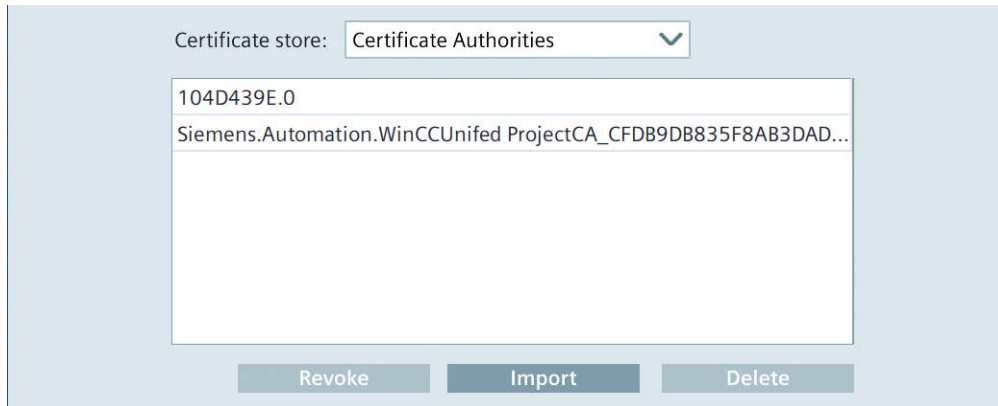 Certificate store: Certificate Authorities
104D439E.0
Siemens.Automation.WinCCUnifed ProjectCA_CFDB9DB835F8AB3DAD...
Revoke Import Delete